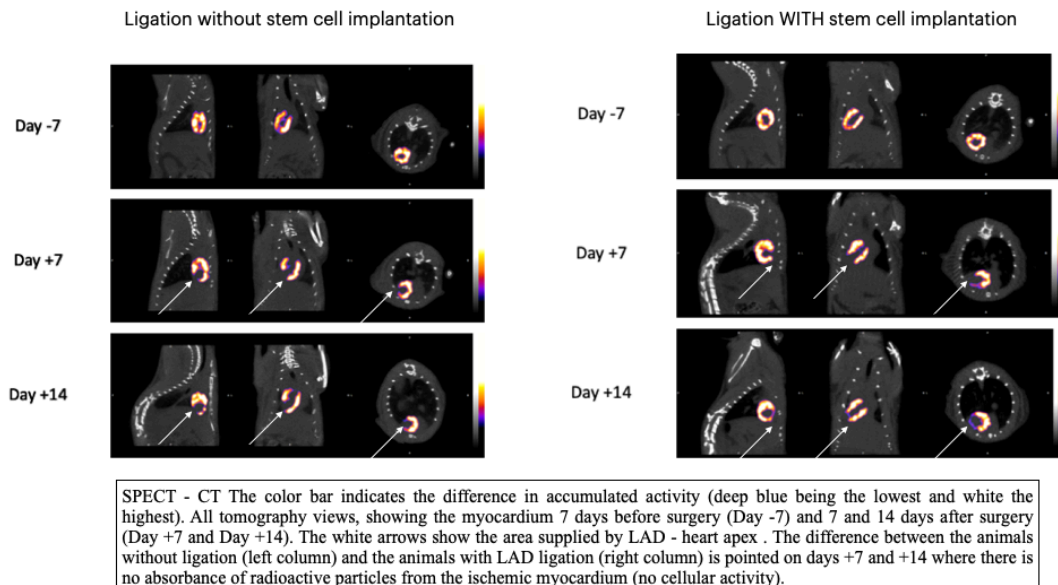 Ligation without stem cell implantation
Ligation WITH stem cell implantation
Day -7
Day -7
Day +7
Day +7
Day +14
Day +14
SPECT - CT The color bar indicates the difference in accumulated activity (deep blue being the lowest and white the
highest). All tomography views, showing the myocardium 7 days before surgery (Day -7) and 7 and 14 days after surgery
(Day +7 and Day +14). The white arrows show the area supplied by LAD - heart apex . The difference between the animals
without ligation (left column) and the animals with LAD ligation (right column) is pointed on days +7 and +14 where there is
no absorbance of radioactive particles from the ischemic myocardium (no cellular activity).